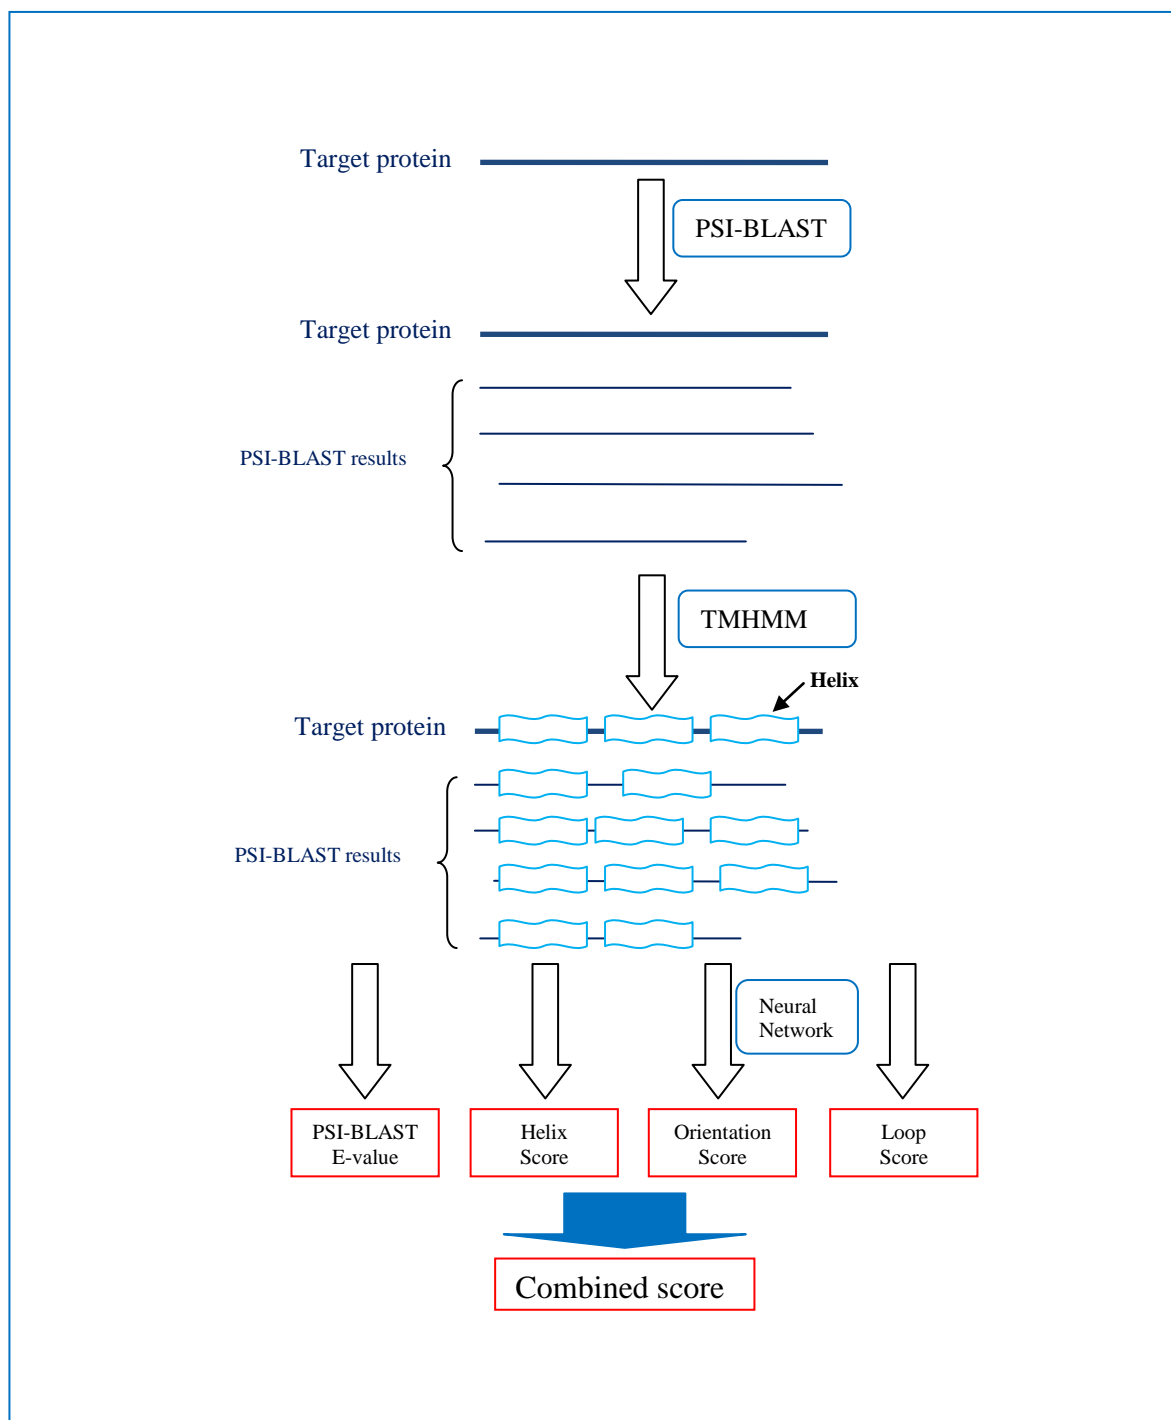 Target protein
PSI-BLAST
Target protein
PSI-BLAST results
TMHMM
Helix
Target protein
PSI-BLAST results
Neural
Network
PSI-BLAST
E-value
Helix
Score
Orientation
Score
Loop
Score
Combined score